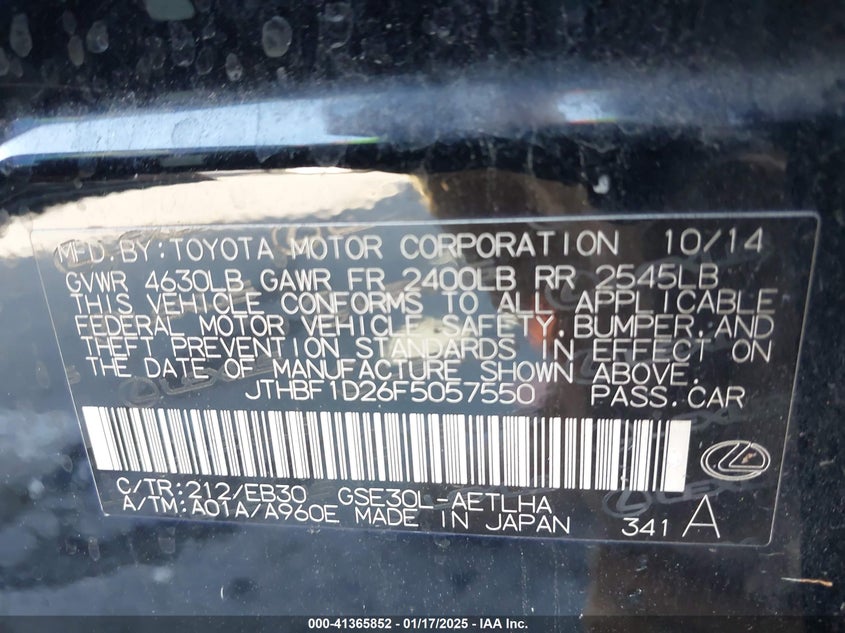 MFD. BY: TOYOTA MOTOR CORPORATION 10/14
GVWR 4630LB GAWR FR 2400LB RR 2545LB
THIS VEHICLE CONFORMS TO ALL APPLICABLE
FEDERAL MOTOR VEHICLE SAFETY, BUMPER, AND
THEFT PREVENTION STANDARDS IN EFFECT ON
THE DATE OF MANUFACTURE SHOWN ABOVE.
JTHBF1D26F5057550 PASS. CAR
C/TR: 212/EB30 GSE30L-AETLHA
A/TM: A01A/A960E MADE IN JAPAN 341 A
000-41365852 - 01/17/2025 - IAA Inc.